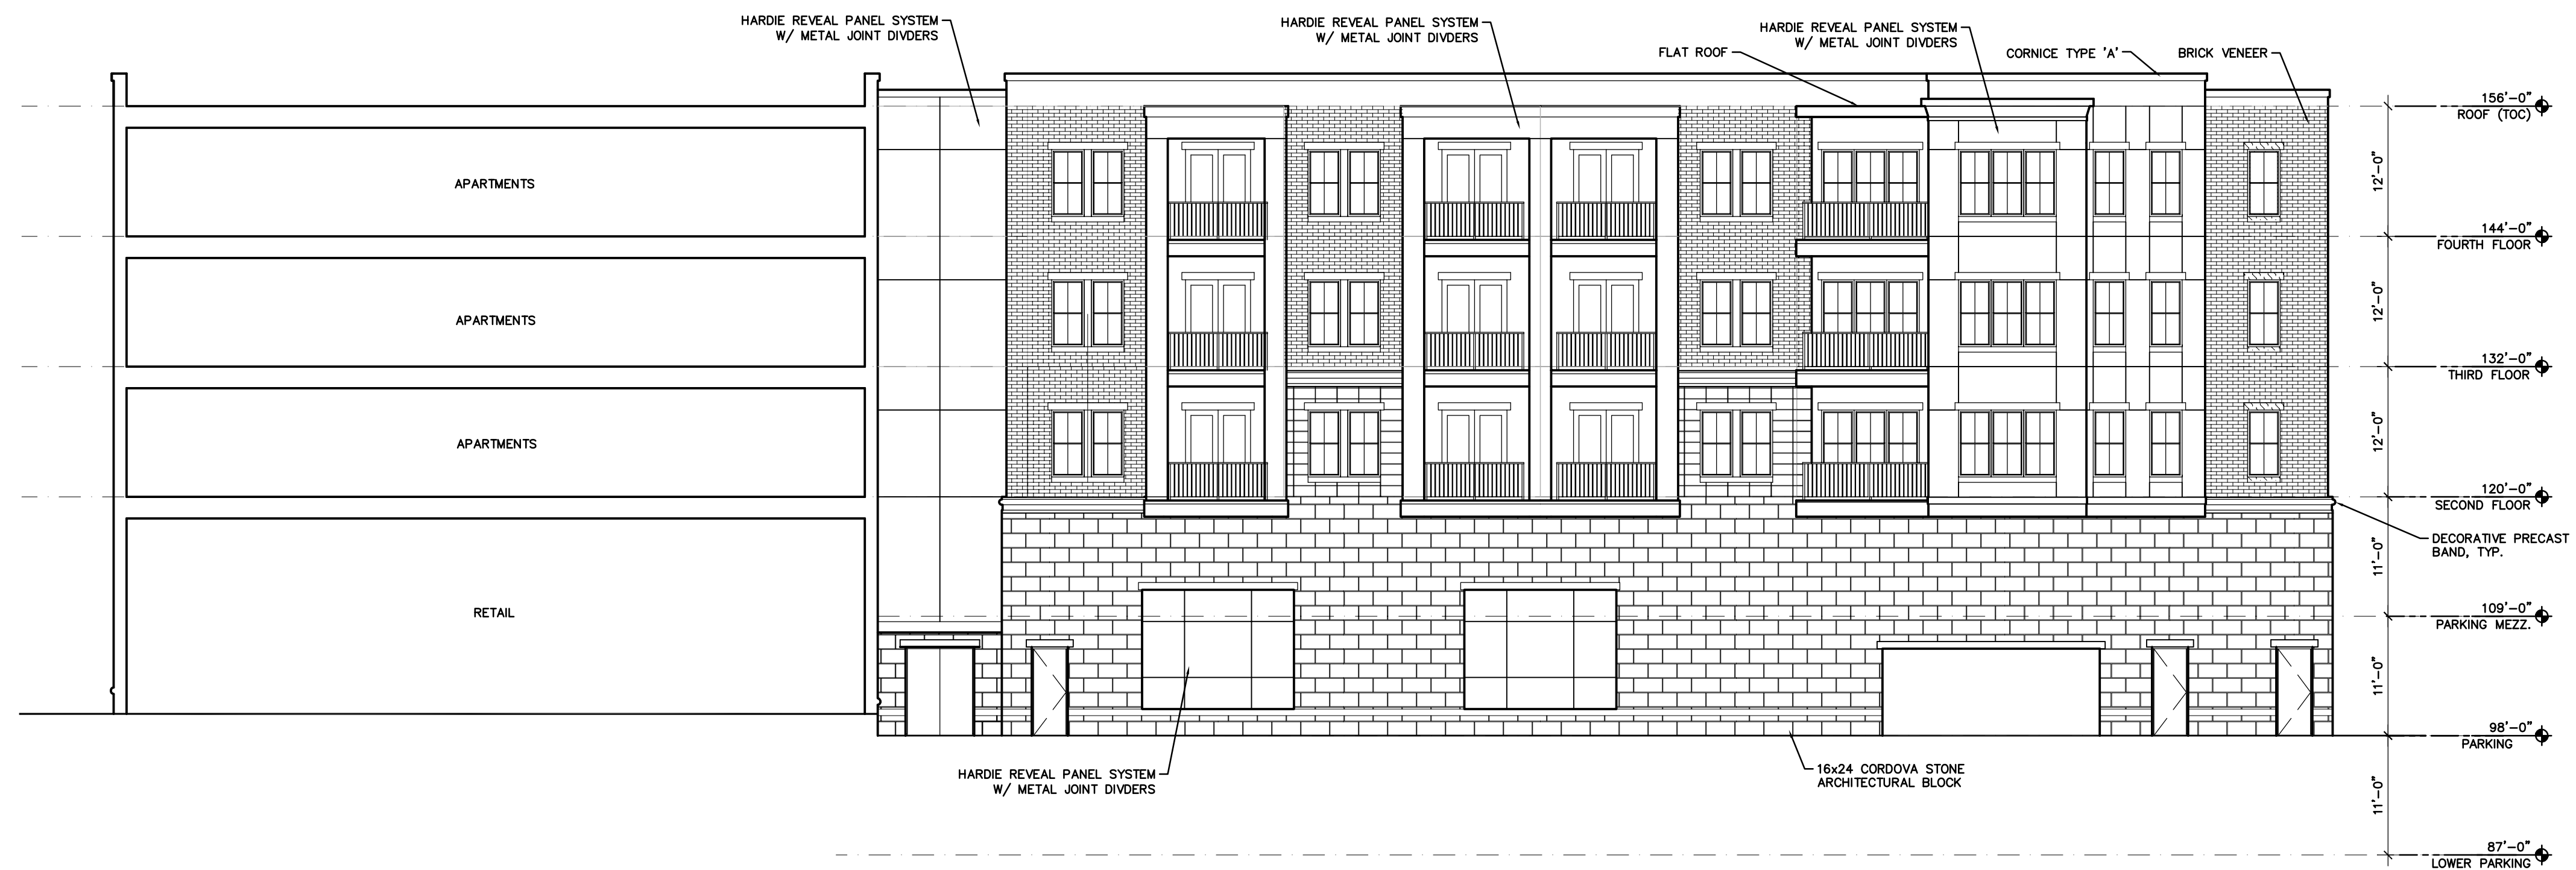 HARDIE REVEAL PANEL SYSTEM
W/ METAL JOINT DIVDERS
HARDIE REVEAL PANEL SYSTEM
W/ METAL JOINT DIVDERS
FLAT ROOF
HARDIE REVEAL PANEL SYSTEM
W/ METAL JOINT DIVDERS
CORNICE TYPE 'A'
BRICK VENEER
156'-0"
ROOF (TOC)
12'-0"
APARTMENTS
144'-0"
FOURTH FLOOR
12'-0"
APARTMENTS
132'-0"
THIRD FLOOR
12'-0"
APARTMENTS
120'-0"
SECOND FLOOR
DECORATIVE PRECAST
BAND, TYP.
11'-0"
RETAIL
109'-0"
PARKING MEZZ.
11'-0"
98'-0"
PARKING
HARDIE REVEAL PANEL SYSTEM
W/ METAL JOINT DIVDERS
16x24 CORDOVA STONE
ARCHITECTURAL BLOCK
11'-0"
87'-0"
LOWER PARKING